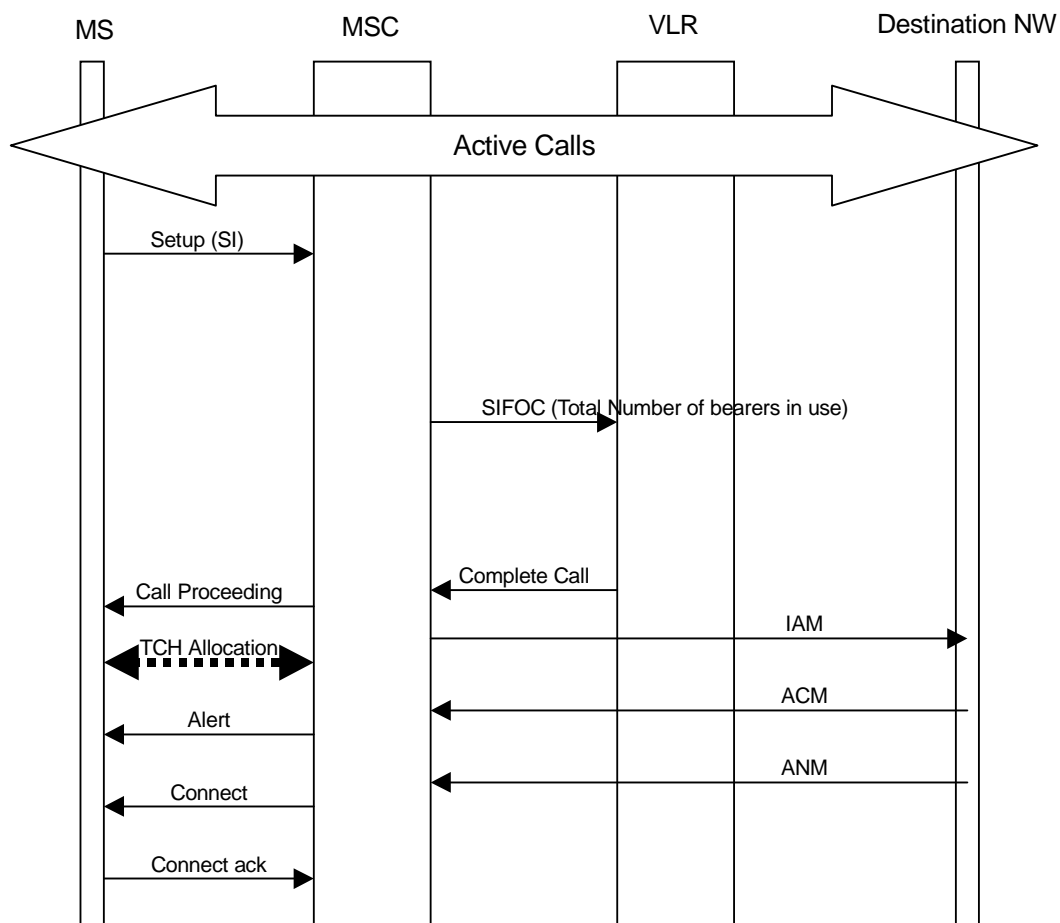 MS
MSC
VLR
Destination NW
Active Calls
Setup (SI)
SIFOC (Total Number of bearers in use)
Complete Call
Call Proceeding
IAM
TCH Allocation
ACM
Alert
ANM
Connect
Connect ack